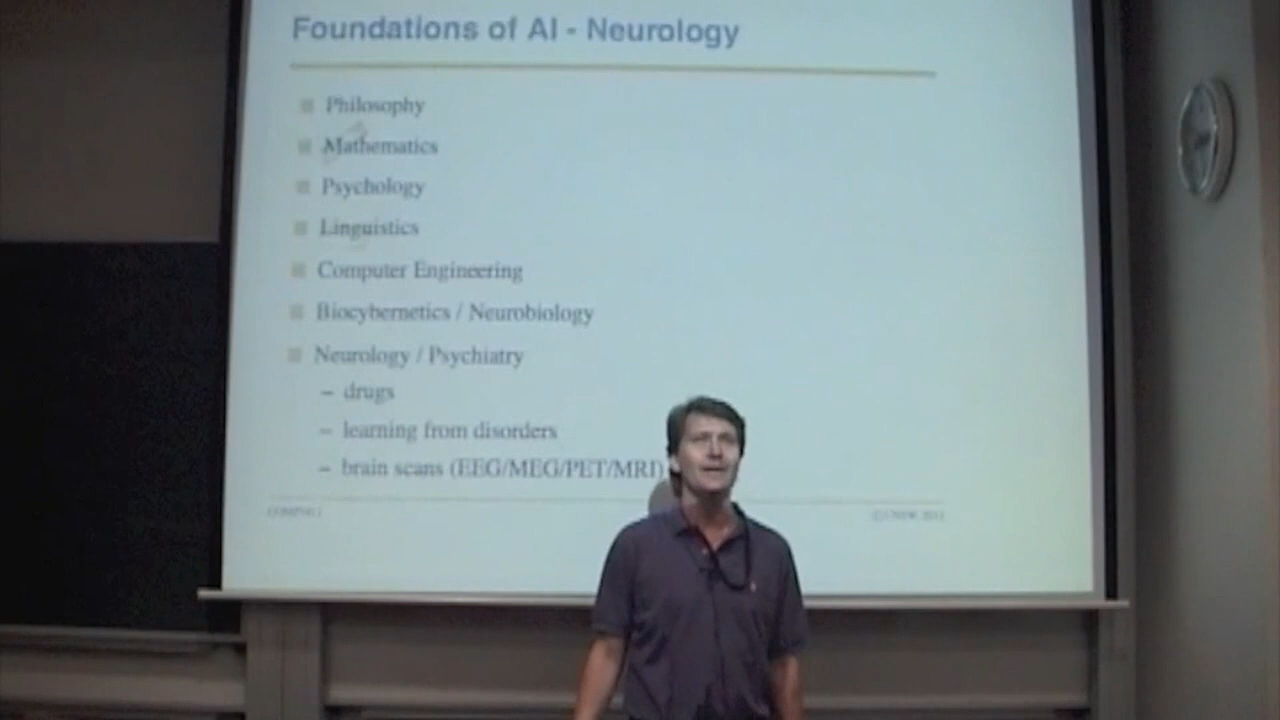 Foundations of AI - Neurology
Philosophy
Mathematics
Psychology
Linguistics
Computer Engineering
Biocybernetics / Neurobiology
Neurology / Psychiatry
– drugs
– learning from disorders
– brain scans (EEG/MEG/PET/MRI)